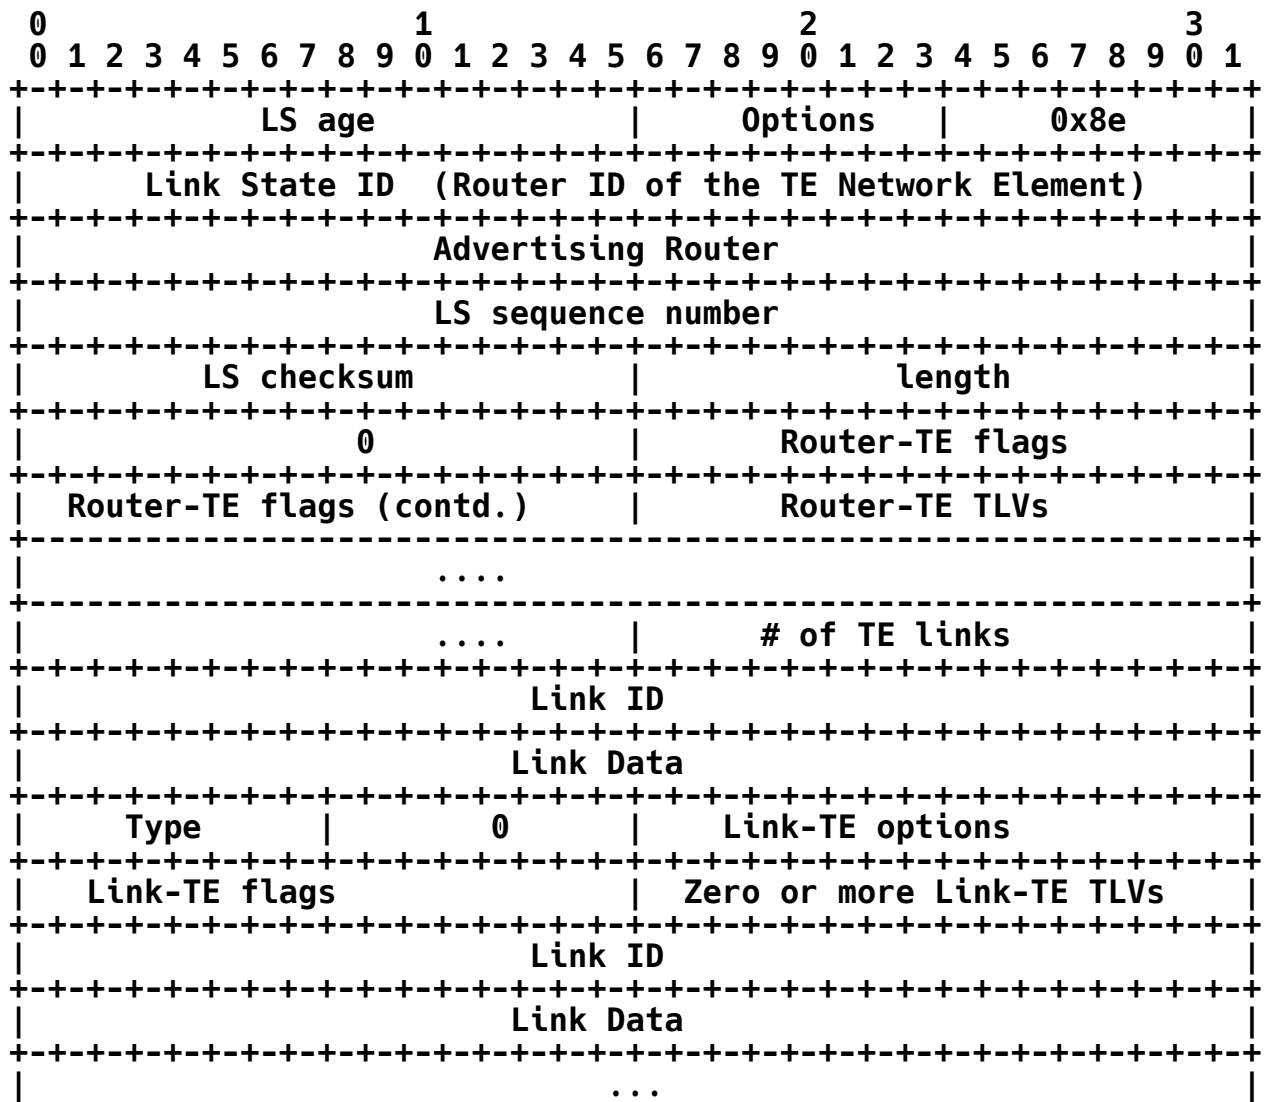 0                   1                   2                   3
 0 1 2 3 4 5 6 7 8 9 0 1 2 3 4 5 6 7 8 9 0 1 2 3 4 5 6 7 8 9 0 1
+-+-+-+-+-+-+-+-+-+-+-+-+-+-+-+-+-+-+-+-+-+-+-+-+-+-+-+-+-+-+-+-+
|            LS age             |     Options   |     0x8e      |
+-+-+-+-+-+-+-+-+-+-+-+-+-+-+-+-+-+-+-+-+-+-+-+-+-+-+-+-+-+-+-+-+
|      Link State ID  (Router ID of the TE Network Element)     |
+-+-+-+-+-+-+-+-+-+-+-+-+-+-+-+-+-+-+-+-+-+-+-+-+-+-+-+-+-+-+-+-+
|                     Advertising Router                        |
+-+-+-+-+-+-+-+-+-+-+-+-+-+-+-+-+-+-+-+-+-+-+-+-+-+-+-+-+-+-+-+-+
|                     LS sequence number                        |
+-+-+-+-+-+-+-+-+-+-+-+-+-+-+-+-+-+-+-+-+-+-+-+-+-+-+-+-+-+-+-+-+
|         LS checksum           |             length            |
+-+-+-+-+-+-+-+-+-+-+-+-+-+-+-+-+-+-+-+-+-+-+-+-+-+-+-+-+-+-+-+-+
|                 0             |       Router-TE flags         |
+-+-+-+-+-+-+-+-+-+-+-+-+-+-+-+-+-+-+-+-+-+-+-+-+-+-+-+-+-+-+-+-+
|  Router-TE flags (contd.)     |       Router-TE TLVs          |
+---------------------------------------------------------------+
|                     ....                                      |
+---------------------------------------------------------------+
|                     ....      |      # of TE links            |
+-+-+-+-+-+-+-+-+-+-+-+-+-+-+-+-+-+-+-+-+-+-+-+-+-+-+-+-+-+-+-+-+
|                          Link ID                              |
+-+-+-+-+-+-+-+-+-+-+-+-+-+-+-+-+-+-+-+-+-+-+-+-+-+-+-+-+-+-+-+-+
|                         Link Data                             |
+-+-+-+-+-+-+-+-+-+-+-+-+-+-+-+-+-+-+-+-+-+-+-+-+-+-+-+-+-+-+-+-+
|     Type      |        0      |    Link-TE options            |
+-+-+-+-+-+-+-+-+-+-+-+-+-+-+-+-+-+-+-+-+-+-+-+-+-+-+-+-+-+-+-+-+
|   Link-TE flags               |  Zero or more Link-TE TLVs    |
+-+-+-+-+-+-+-+-+-+-+-+-+-+-+-+-+-+-+-+-+-+-+-+-+-+-+-+-+-+-+-+-+
|                          Link ID                              |
+-+-+-+-+-+-+-+-+-+-+-+-+-+-+-+-+-+-+-+-+-+-+-+-+-+-+-+-+-+-+-+-+
|                         Link Data                             |
+-+-+-+-+-+-+-+-+-+-+-+-+-+-+-+-+-+-+-+-+-+-+-+-+-+-+-+-+-+-+-+-+
|                              ...                              |